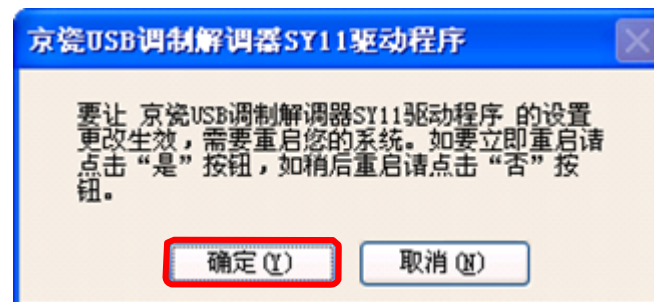 京瓷USB调制解调器SY11驱动程序
要让 京瓷USB调制解调器SY11驱动程序 的设置
更改生效，需要重启您的系统。如要立即重启请
点击“是”按钮，如稍后重启请点击“否”按
钮。
确定(Y)
取消(N)